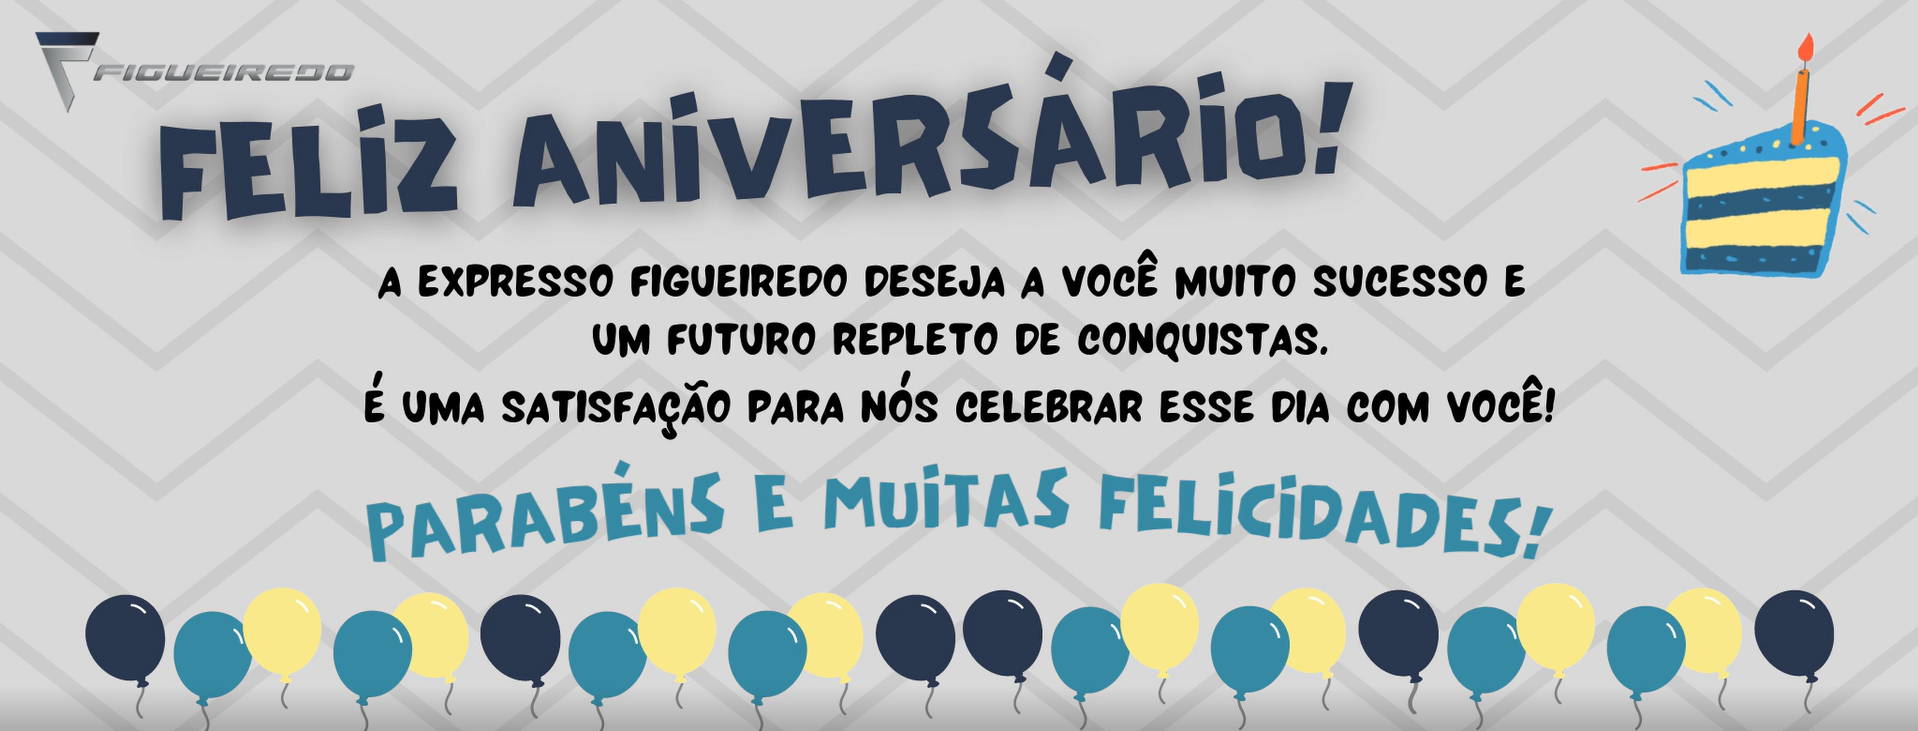 FIGUEIREDO
FELIZ ANIVERSÁRIO!
A EXPRESSO FIGUEIREDO DESEJA A VOCÊ MUITO SUCESSO E
UM FUTURO REPLETO DE CONQUISTAS.
É UMA SATISFAÇÃO PARA NÓS CELEBRAR ESSE DIA COM VOCÊ!
PARABÉNS E MUITAS FELICIDADES!